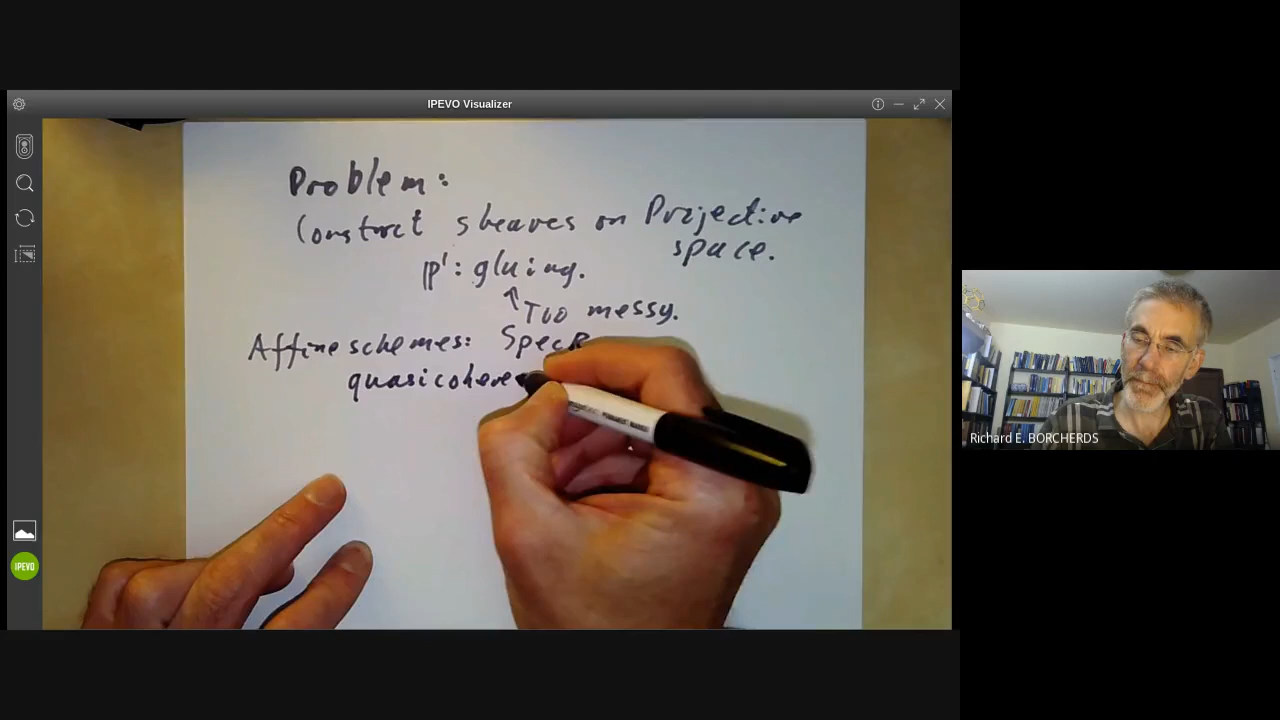 IPEVO Visualizer
Problem:
Construct sheaves on Projective
space.
P¹: gluing.
↑ Too messy.
Affine schemes: Spec R
quasicohere
Richard E. BORCHERDS
IPEVO